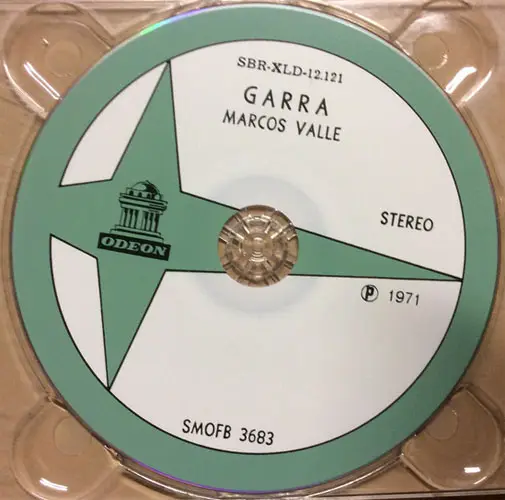 SBR-XLD-12.121
GARRA
MARCOS VALLE
STEREO
ODEON
℗ 1971
SMOFB 3683